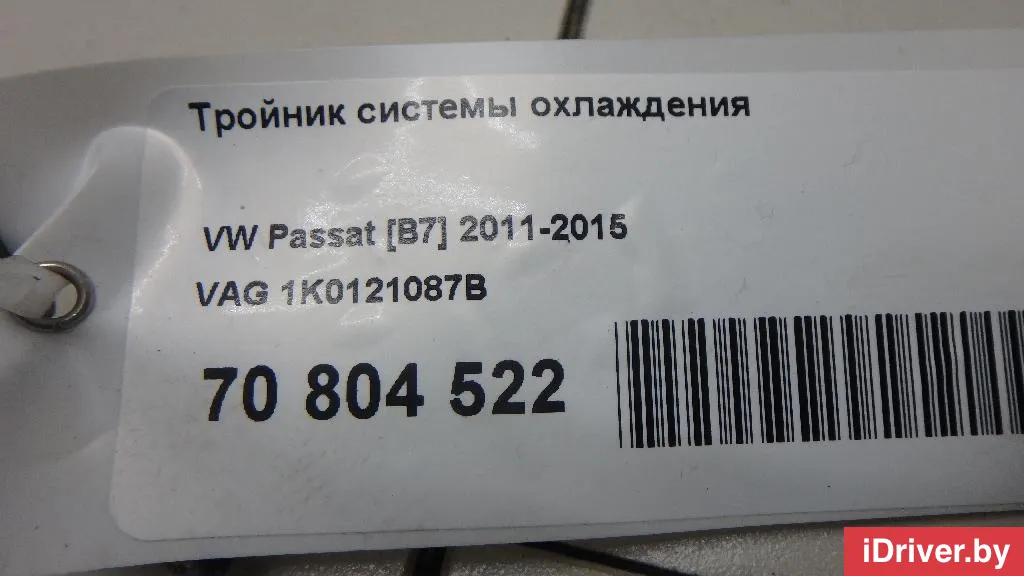 Тройник системы охлаждения
VW Passat [B7] 2011-2015
VAG 1K0121087B
70 804 522
iDriver.by